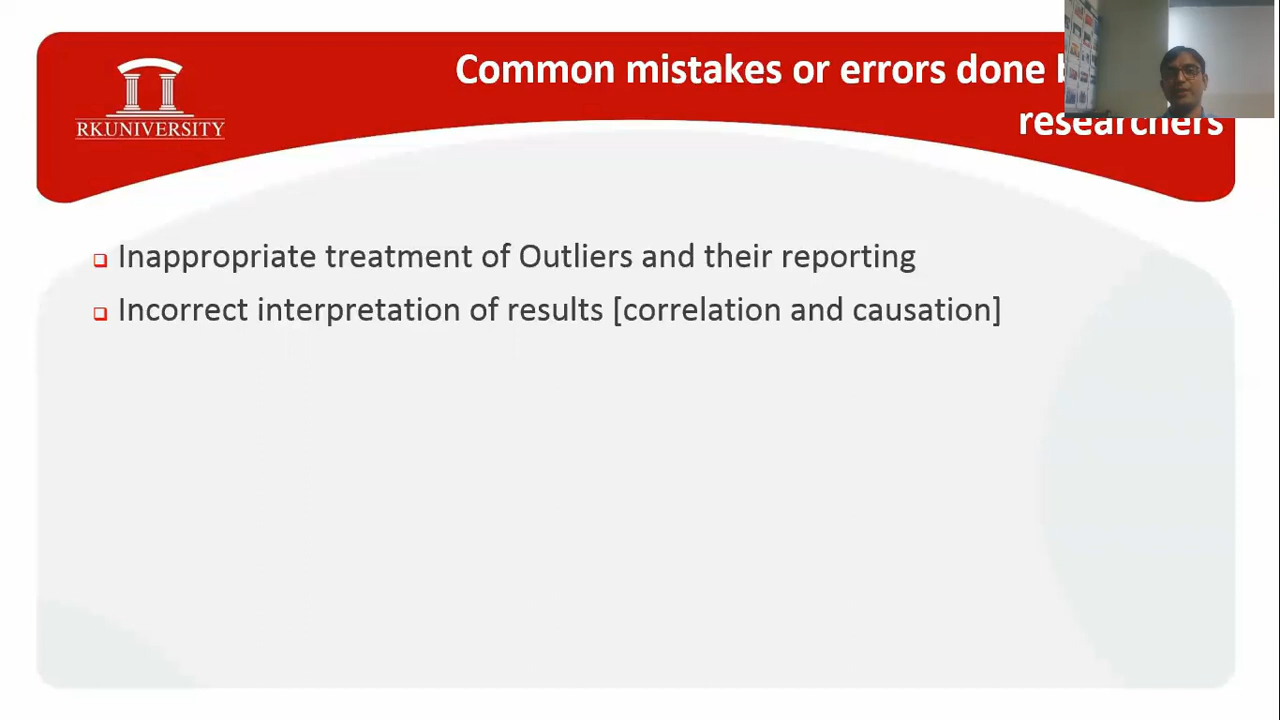 Common mistakes or errors done
researchers
RKUNIVERSITY
Inappropriate treatment of Outliers and their reporting
Incorrect interpretation of results [correlation and causation]